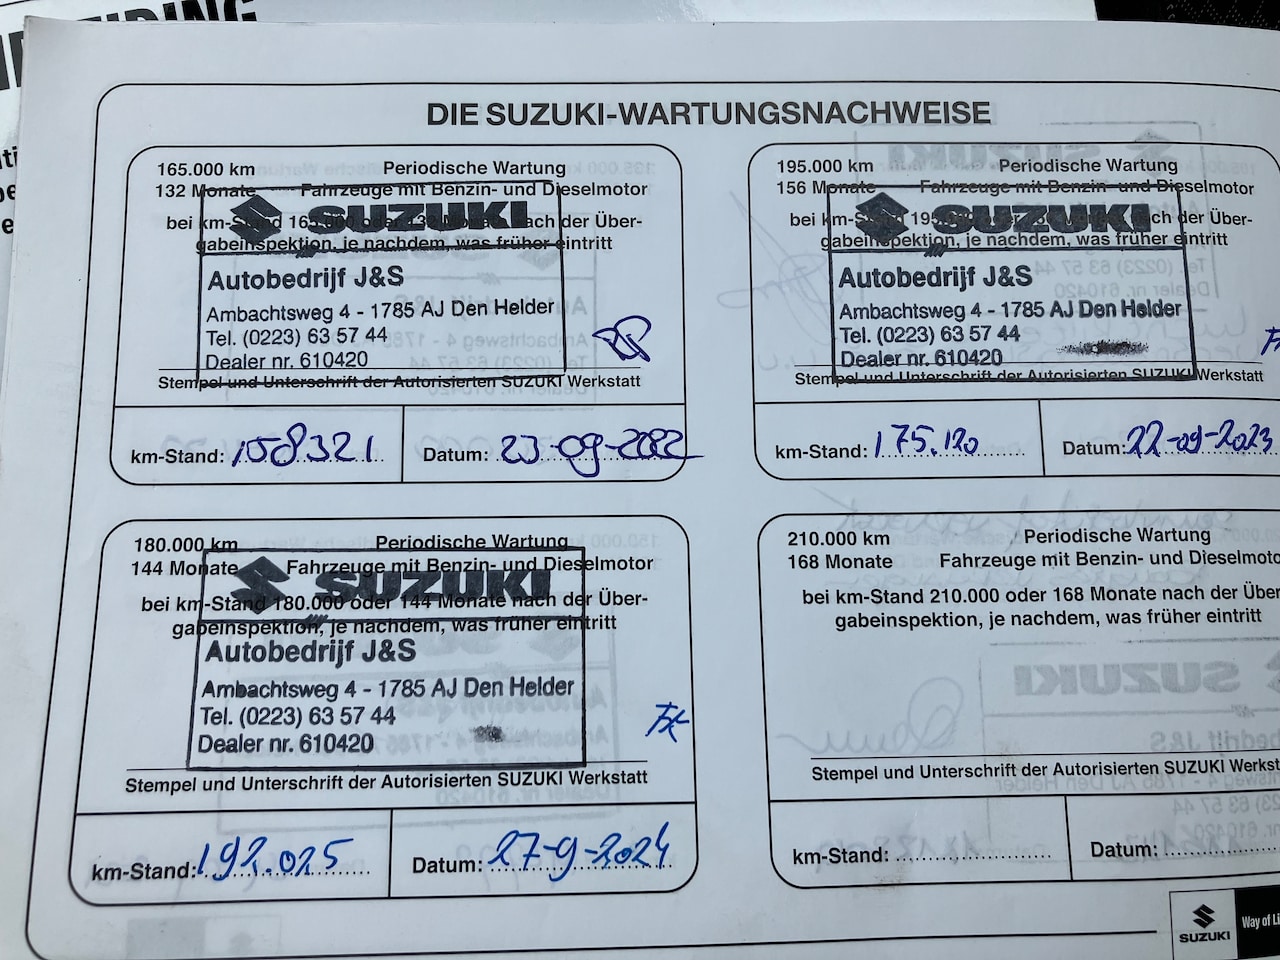 DIE SUZUKI-WARTUNGSNACHWEISE
165.000 km Periodische Wartung
132 Monate Fahrzeuge mit Benzin- und Dieselmotor
bei km-Stand 165.000 oder 132 Monate nach der Über-
gabeinspektion, je nachdem, was früher eintritt
SUZUKI
Autobedrijf J&S
Ambachtsweg 4 - 1785 AJ Den Helder
Tel. (0223) 63 57 44
Dealer nr. 610420
Stempel und Unterschrift der Autorisierten SUZUKI Werkstatt
km-Stand: 158321 Datum: 23-09-2022
195.000 km Periodische Wartung
156 Monate Fahrzeuge mit Benzin- und Dieselmotor
bei km-Stand 195.000 oder 156 Monate nach der Über-
gabeinspektion, je nachdem, was früher eintritt
SUZUKI
Autobedrijf J&S
Ambachtsweg 4 - 1785 AJ Den Helder
Tel. (0223) 63 57 44
Dealer nr. 610420
Stempel und Unterschrift der Autorisierten SUZUKI Werkstatt
km-Stand: 175.120 Datum: 22-09-2023
180.000 km Periodische Wartung
144 Monate Fahrzeuge mit Benzin- und Dieselmotor
bei km-Stand 180.000 oder 144 Monate nach der Über-
gabeinspektion, je nachdem, was früher eintritt
SUZUKI
Autobedrijf J&S
Ambachtsweg 4 - 1785 AJ Den Helder
Tel. (0223) 63 57 44
Dealer nr. 610420
Stempel und Unterschrift der Autorisierten SUZUKI Werkstatt
km-Stand: 192.025 Datum: 27-9-2024
210.000 km Periodische Wartung
168 Monate Fahrzeuge mit Benzin- und Dieselmoto
bei km-Stand 210.000 oder 168 Monate nach der Über
gabeinspektion, je nachdem, was früher eintritt
Stempel und Unterschrift der Autorisierten SUZUKI Werkst
km-Stand: Datum:
SUZUKI Way of Li